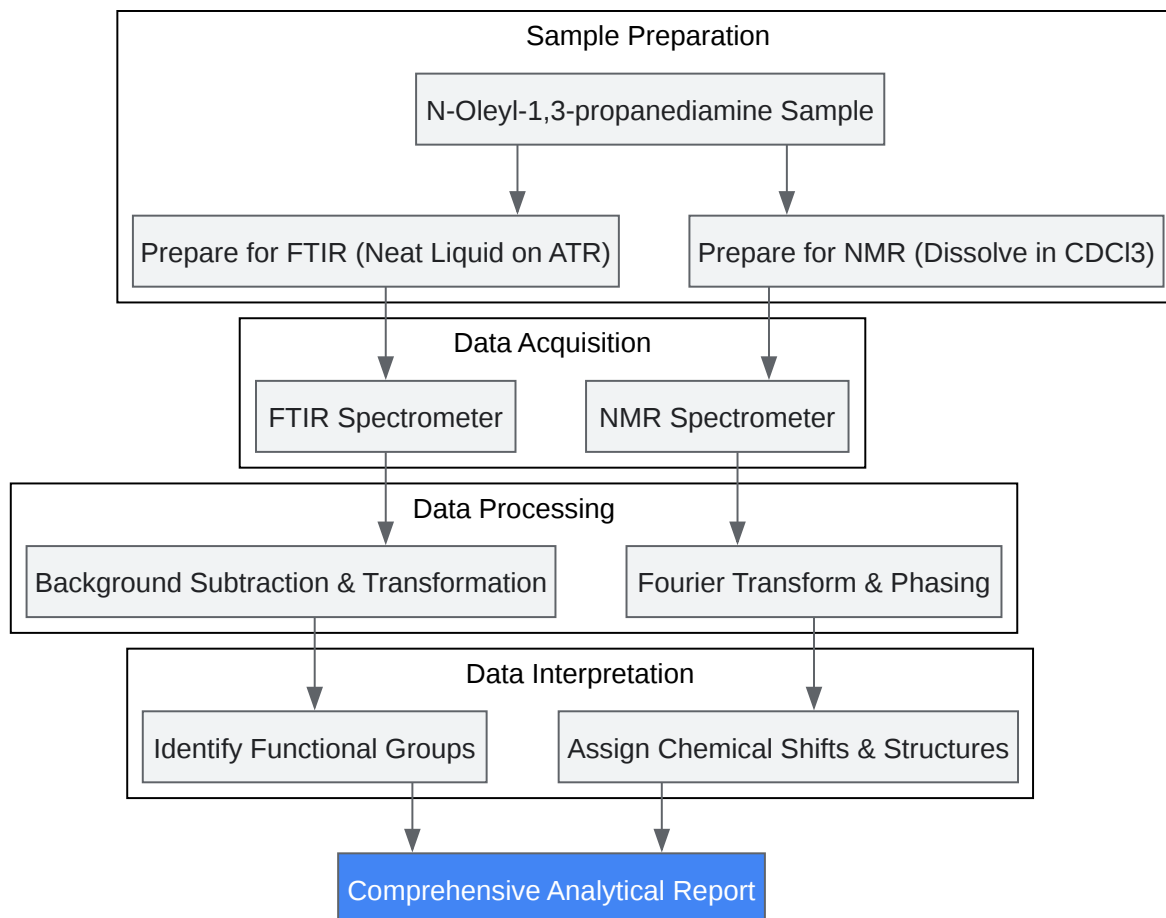 Sample Preparation
N-Oleyl-1,3-propanediamine Sample
Prepare for FTIR (Neat Liquid on ATR)
Prepare for NMR (Dissolve in CDCl3)
Data Acquisition
FTIR Spectrometer
NMR Spectrometer
Data Processing
Background Subtraction & Transformation
Fourier Transform & Phasing
Data Interpretation
Identify Functional Groups
Assign Chemical Shifts & Structures
Comprehensive Analytical Report